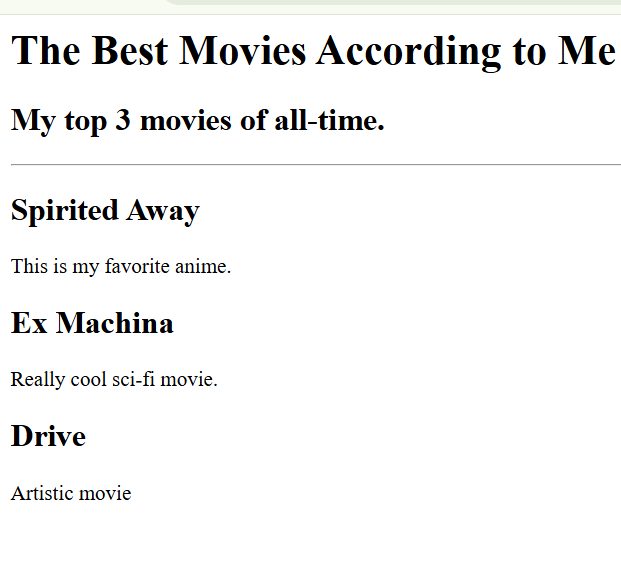 The Best Movies According to Me
My top 3 movies of all-time.
Spirited Away
This is my favorite anime.
Ex Machina
Really cool sci-fi movie.
Drive
Artistic movie